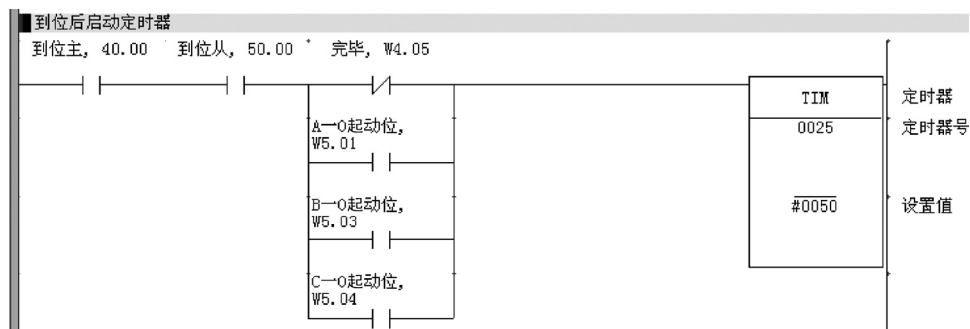 到位后启动定时器
到位主, 40.00 到位从, 50.00 完毕, W4.05
TIM 定时器
0025 定时器号
#0050 设置值
A—0起动位,
W5.01
B—0起动位,
W5.03
C—0起动位,
W5.04